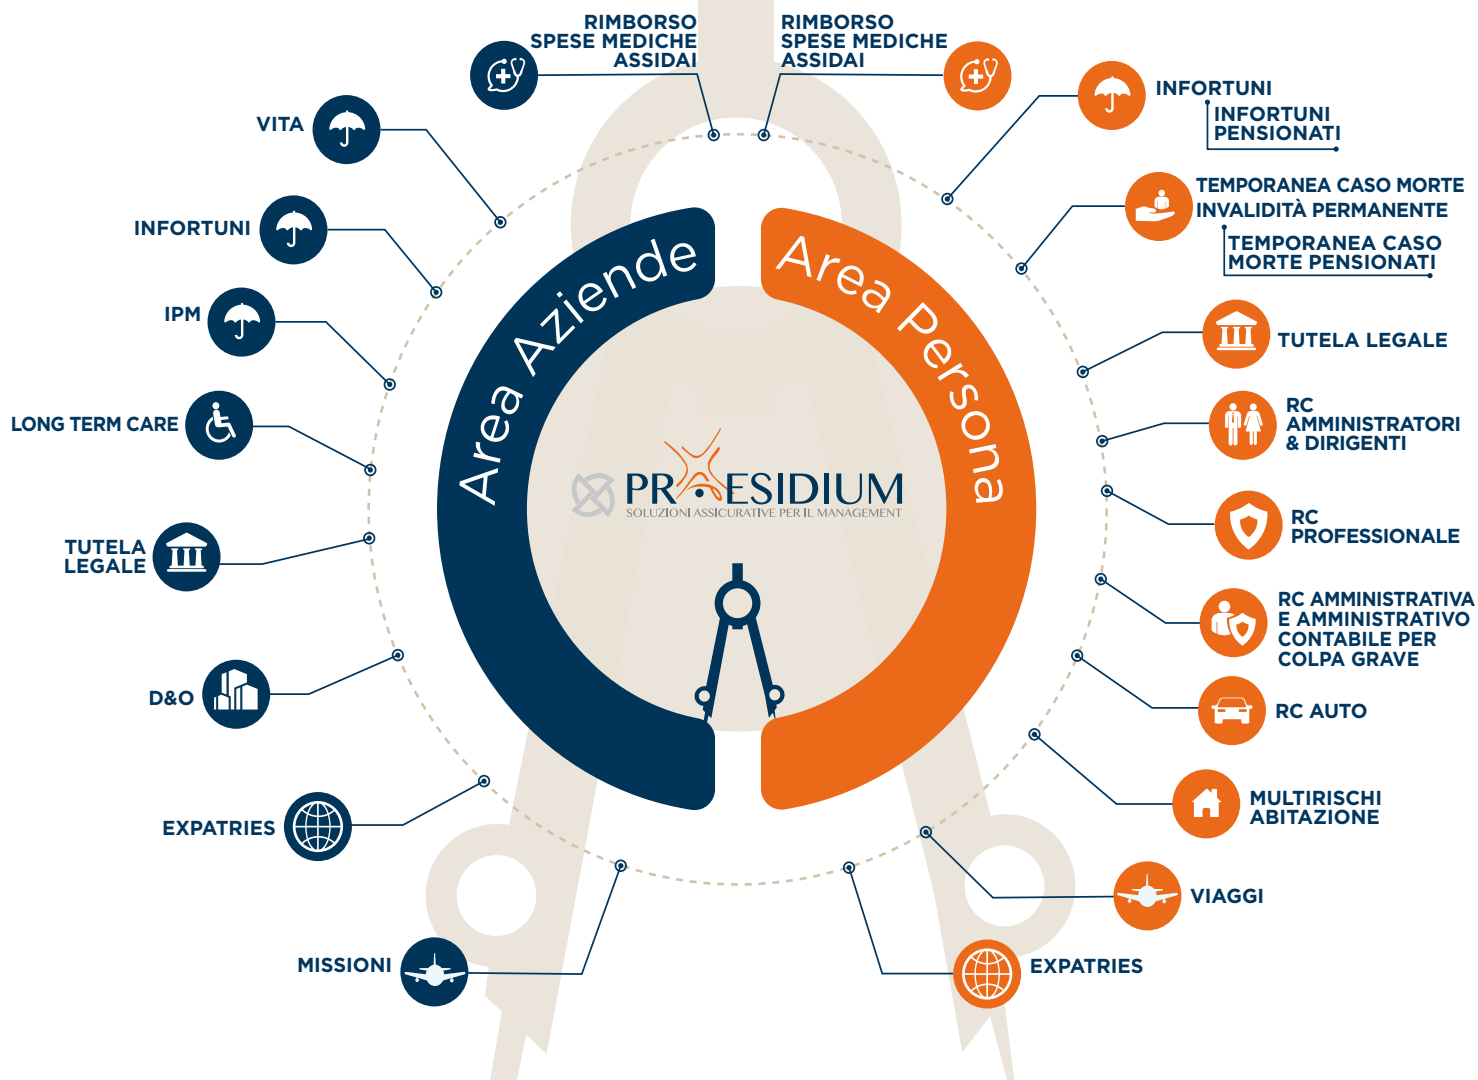 RIMBORSO
SPESE MEDICHE
ASSIDAI
VITA
INFORTUNI
IPM
LONG TERM CARE
TUTELA
LEGALE
D&O
EXPATRIES
MISSIONI
Area Aziende
PRAESIDIUM
SOLUZIONI ASSICURATIVE PER IL MANAGEMENT
Area Persona
RIMBORSO
SPESE MEDICHE
ASSIDAI
INFORTUNI
INFORTUNI
PENSIONATI
TEMPORANEA CASO MORTE
INVALIDITÀ PERMANENTE
TEMPORANEA CASO
MORTE PENSIONATI
TUTELA LEGALE
RC
AMMINISTRATORI
& DIRIGENTI
RC
PROFESSIONALE
RC AMMINISTRATIVA
E AMMINISTRATIVO
CONTABILE PER
COLPA GRAVE
RC AUTO
MULTIRISCHI
ABITAZIONE
VIAGGI
EXPATRIES